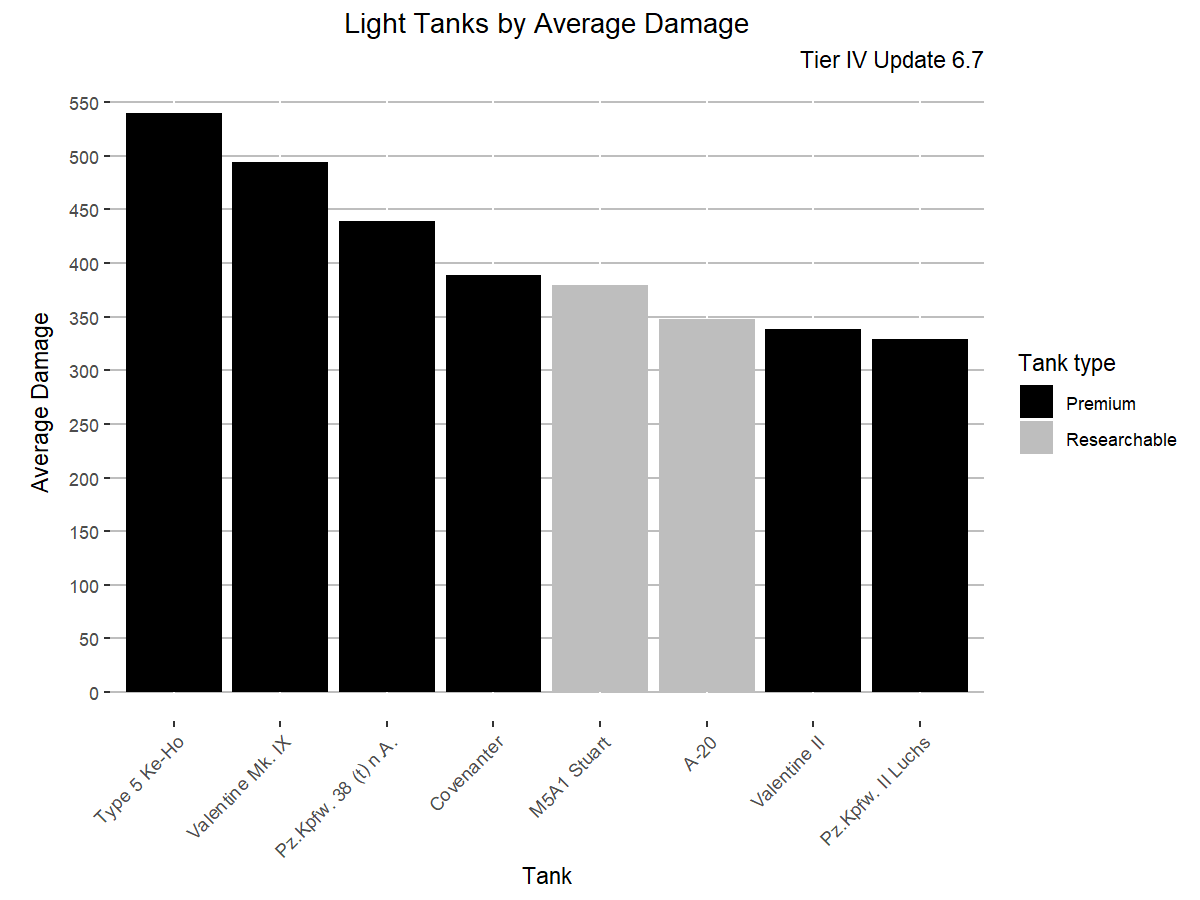 Light Tanks by Average Damage
Tier IV Update 6.7
Average Damage
550
500
450
400
350
300
250
200
150
100
50
0
Type 5 Ke-Ho
Valentine Mk. IX
Pz.Kpfw. 38 (t) n A.
Covenanter
M5A1 Stuart
A-20
Valentine II
Pz.Kpfw. II Luchs
Tank
Tank type
Premium
Researchable